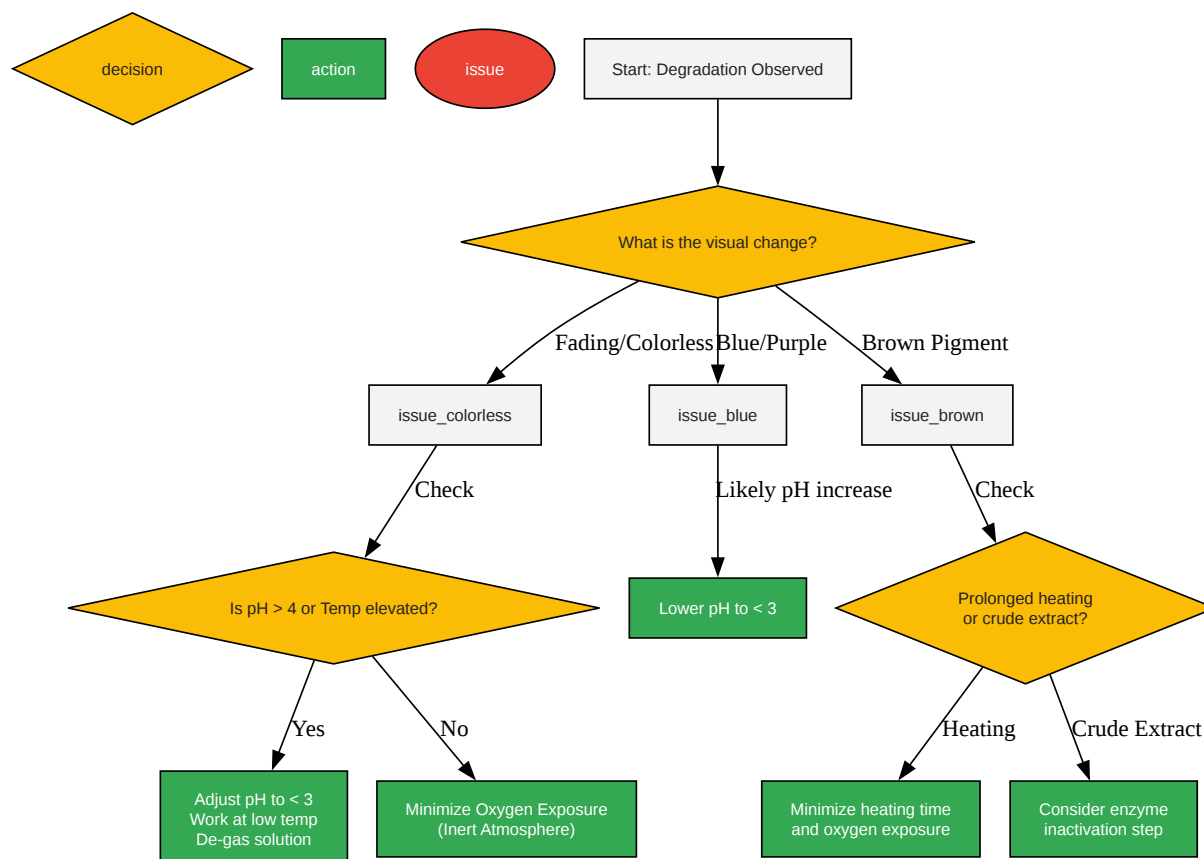 decision
action
issue
Start: Degradation Observed
What is the visual change?
Fading/Colorless
Blue/Purple
Brown Pigment
issue_colorless
issue_blue
issue_brown
Check
Likely pH increase
Check
Is pH > 4 or Temp elevated?
Lower pH to < 3
Prolonged heating
or crude extract?
Yes
No
Heating
Crude Extract
Adjust pH to < 3
Work at low temp
De-gas solution
Minimize Oxygen Exposure
(Inert Atmosphere)
Minimize heating time
and oxygen exposure
Consider enzyme
inactivation step